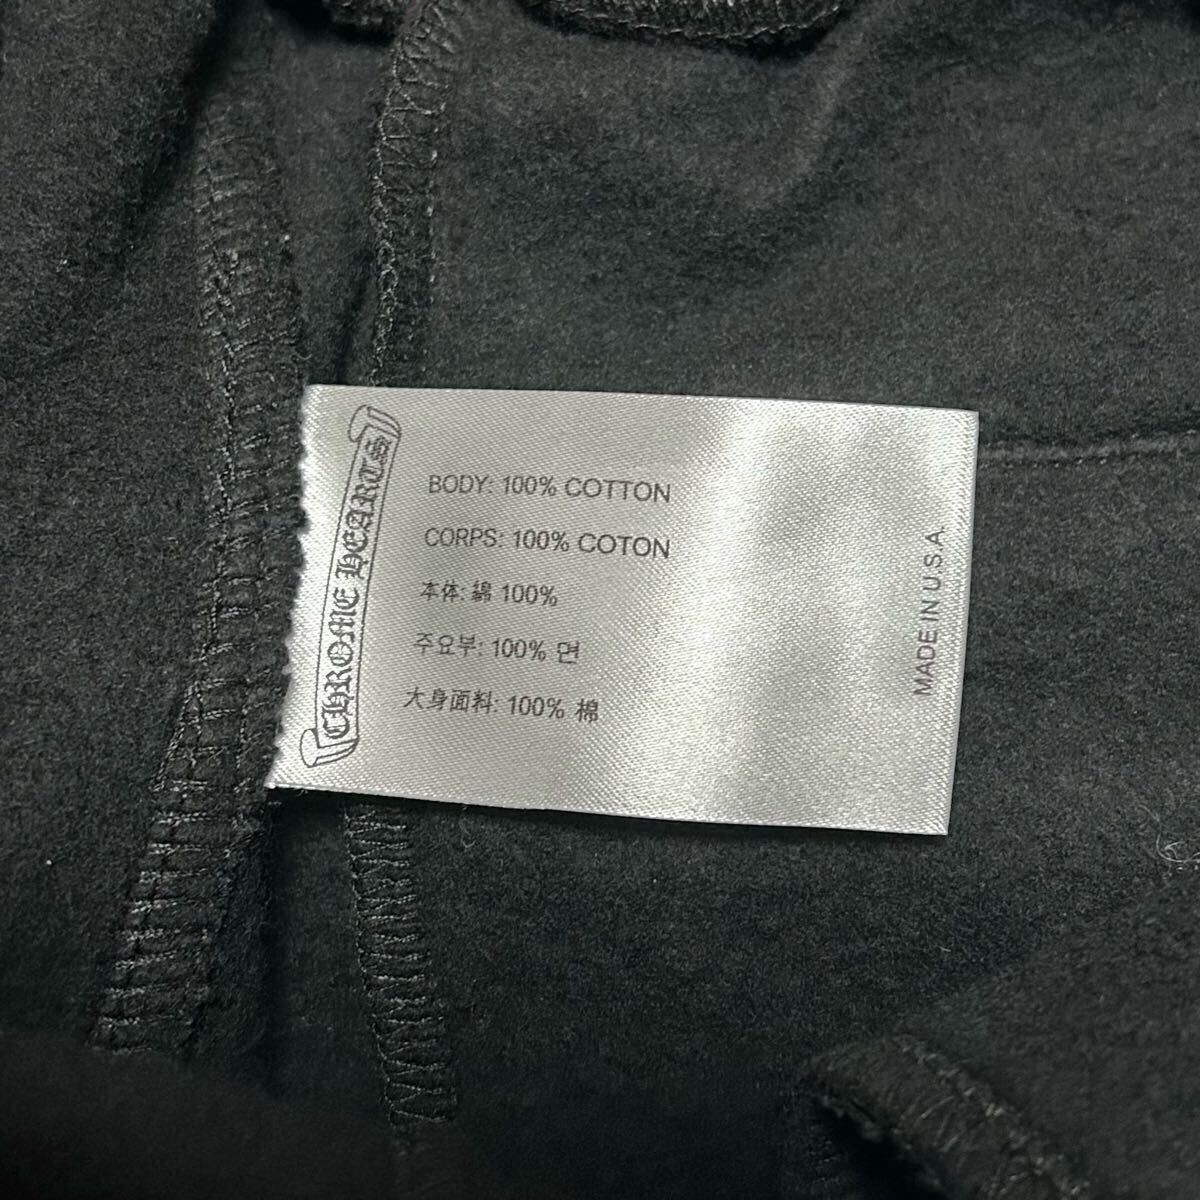 CHROME HEARTS
BODY: 100% COTTON
CORPS: 100% COTON
本体: 綿 100%
주요부: 100% 면
大身面料: 100% 棉
MADE IN U.S.A.